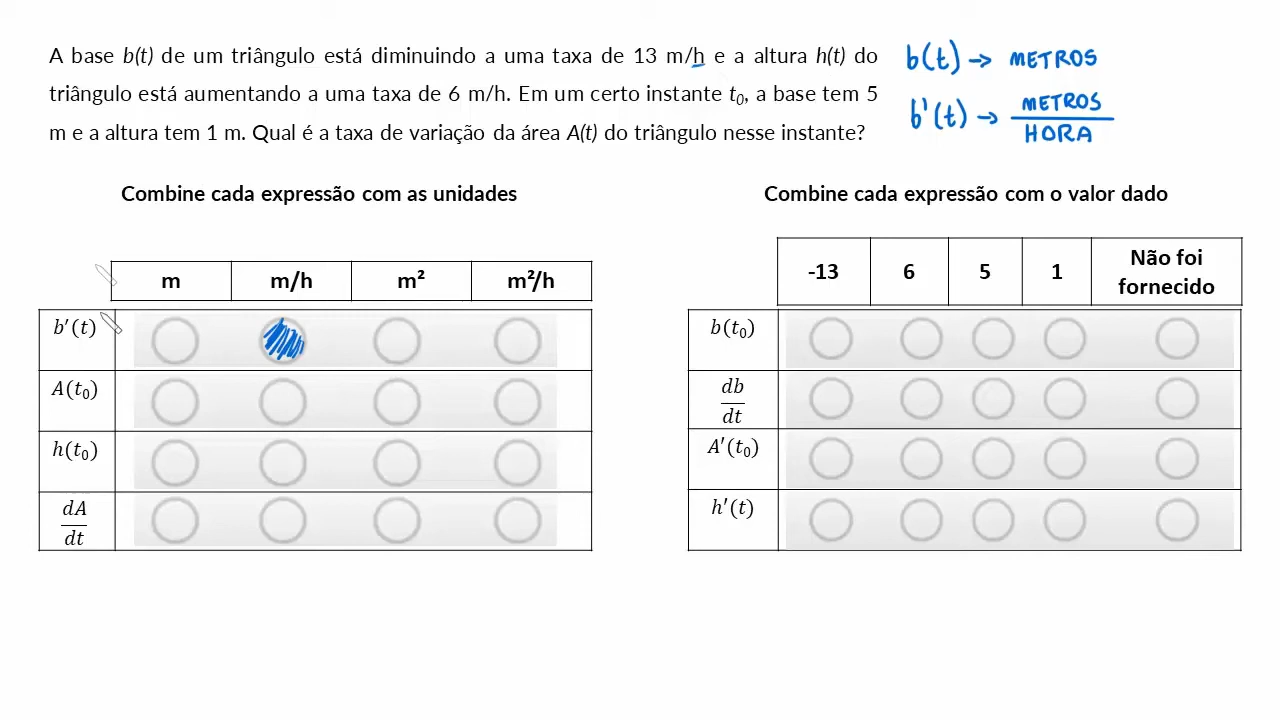 A base b(t) de um triângulo está diminuindo a uma taxa de 13 m/h e a altura h(t) do
triângulo está aumentando a uma taxa de 6 m/h. Em um certo instante t₀, a base tem 5
m e a altura tem 1 m. Qual é a taxa de variação da área A(t) do triângulo nesse instante?
b(t) → METROS
b'(t) → METROS
HORA
Combine cada expressão com as unidades
m m/h m² m²/h
b′(t)
A(t₀)
h(t₀)
dA
dt
Combine cada expressão com o valor dado
-13 6 5 1 Não foi
fornecido
b(t₀)
db
dt
A′(t₀)
h′(t)